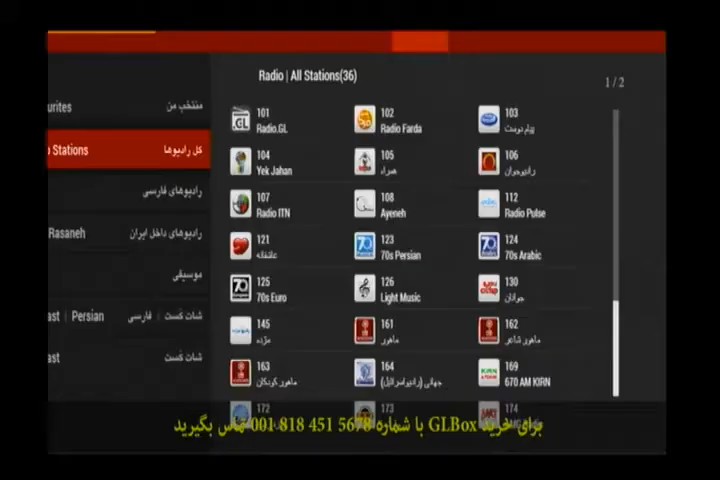 Radio | All Stations(36)
1 / 2
urites منتخب من
Stations کل رادیوها
رادیوهای فارسی
Rasaneh رادیوهای داخل ایران
موسیقی
ast | Persian شات کست | فارسی
ast شات کست
101 Radio.GL
102 Radio Farda
103 پیام دوست
104 Yek Jahan
105 همراه
106 رادیو جوان
107 Radio ITN
108 Ayeneh
112 Radio Pulse
121 عاشقانه
123 70s Persian
124 70s Arabic
125 70s Euro
126 Light Music
130 جوانان
145 مژده
161 ماهور
162 ماهور شاعر
163 ماهور کودکان
164 جهانی (رادیو اسرائیل)
169 670 AM KIRN
172
173
174
برای خرید GLBox با شماره 5678 451 818 001 تماس بگیرید